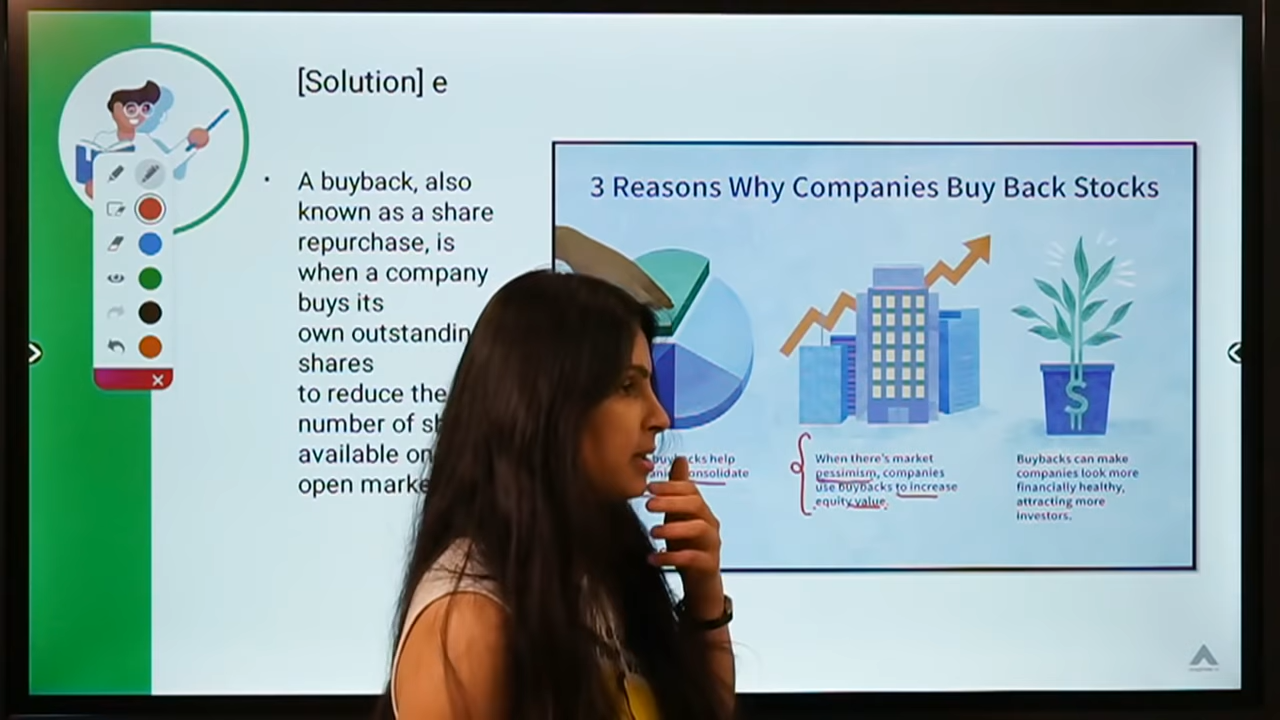 [Solution] e
• A buyback, also
known as a share
repurchase, is
when a company
buys its
own outstandin
shares
to reduce the
number of
available on
open marke
3 Reasons Why Companies Buy Back Stocks
help
onsolidate
When there's market
pessimism, companies
use buybacks to increase
equity value.
Buybacks can make
companies look more
financially healthy,
attracting more
investors.
$